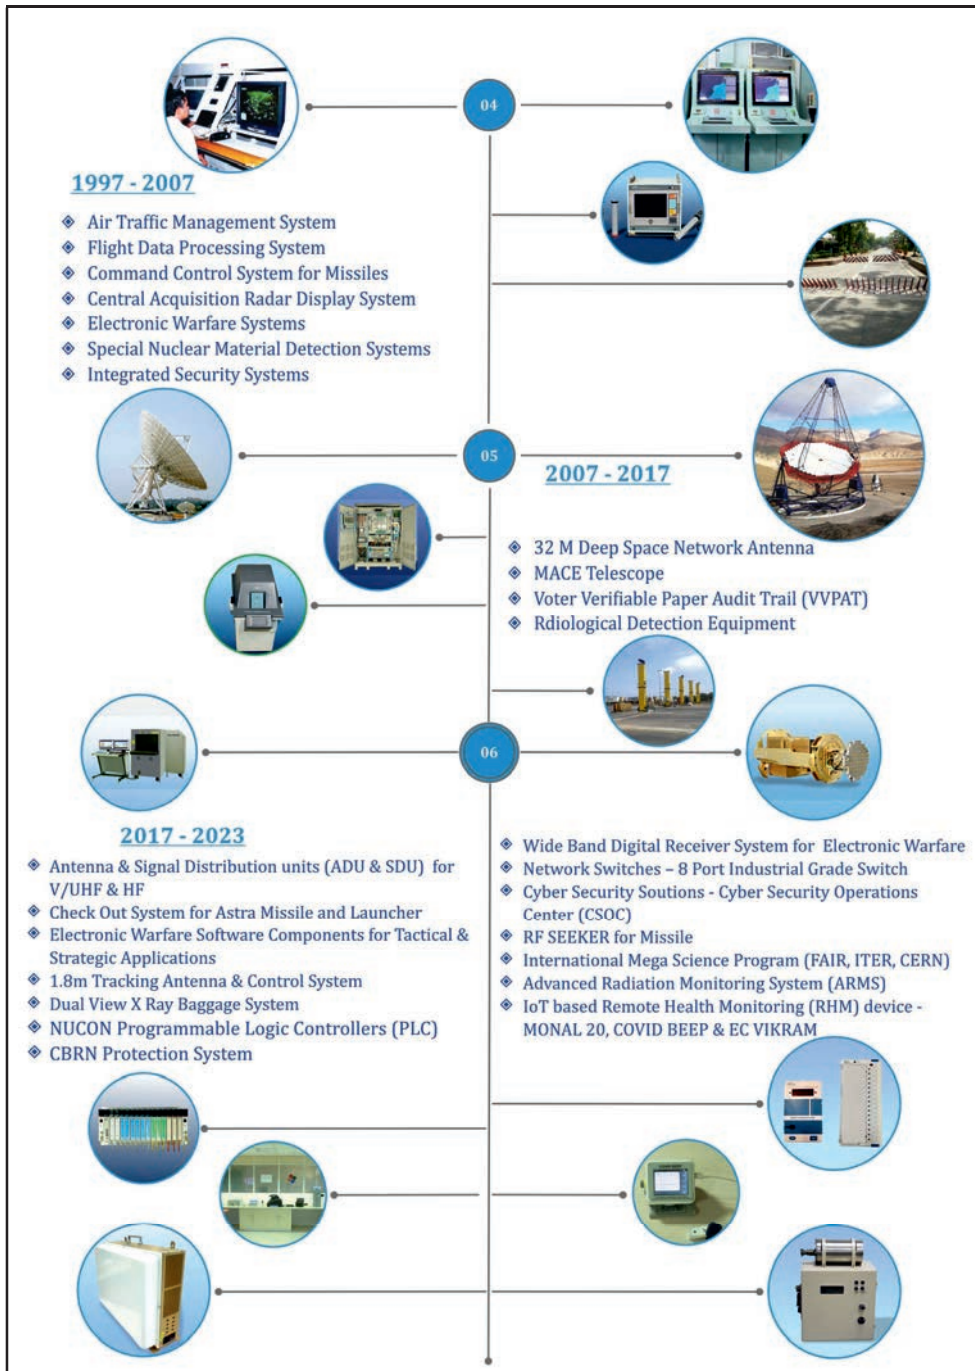 04
1997 - 2007
Air Traffic Management System
Flight Data Processing System
Command Control System for Missiles
Central Acquisition Radar Display System
Electronic Warfare Systems
Special Nuclear Material Detection Systems
Integrated Security Systems
05
2007 - 2017
32 M Deep Space Network Antenna
MACE Telescope
Voter Verifiable Paper Audit Trail (VVPAT)
Rdiological Detection Equipment
06
2017 - 2023
Antenna & Signal Distribution units (ADU & SDU) for
V/UHF & HF
Check Out System for Astra Missile and Launcher
Electronic Warfare Software Components for Tactical &
Strategic Applications
1.8m Tracking Antenna & Control System
Dual View X Ray Baggage System
NUCON Programmable Logic Controllers (PLC)
CBRN Protection System
Wide Band Digital Receiver System for Electronic Warfare
Network Switches – 8 Port Industrial Grade Switch
Cyber Security Soutions - Cyber Security Operations
Center (CSOC)
RF SEEKER for Missile
International Mega Science Program (FAIR, ITER, CERN)
Advanced Radiation Monitoring System (ARMS)
IoT based Remote Health Monitoring (RHM) device -
MONAL 20, COVID BEEP & EC VIKRAM